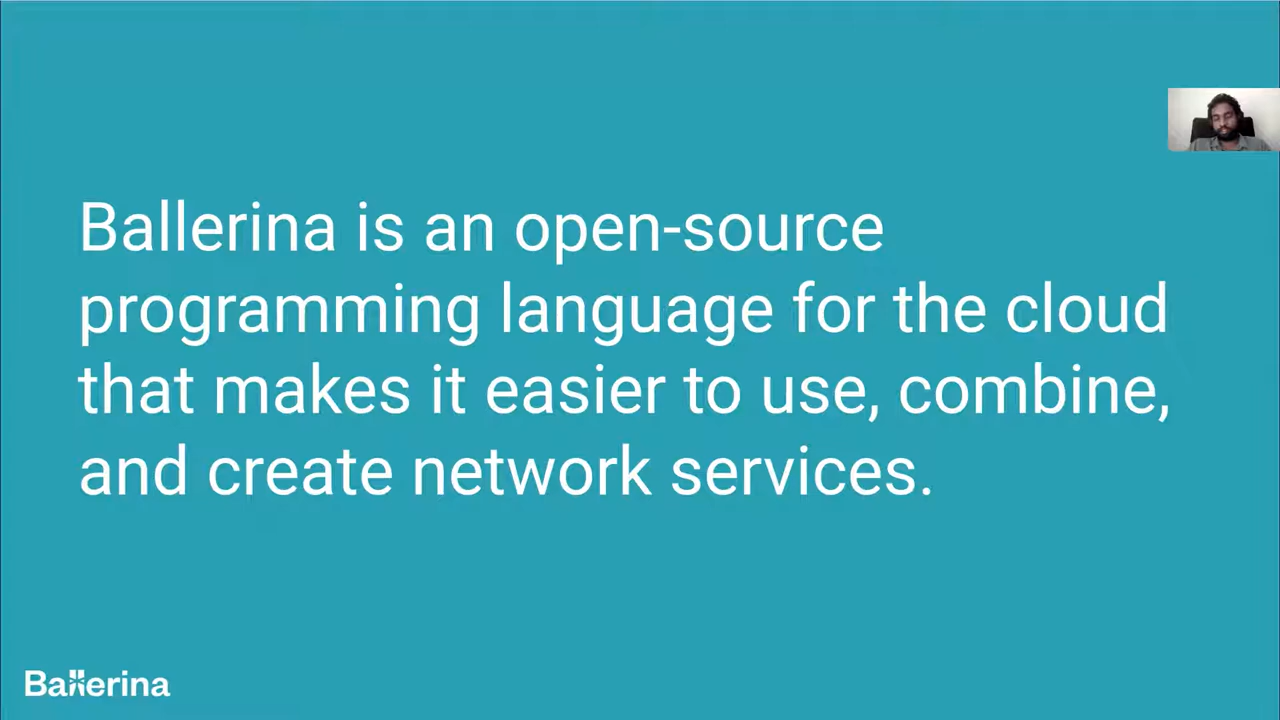 Ballerina is an open-source
programming language for the cloud
that makes it easier to use, combine,
and create network services.
Ballerina